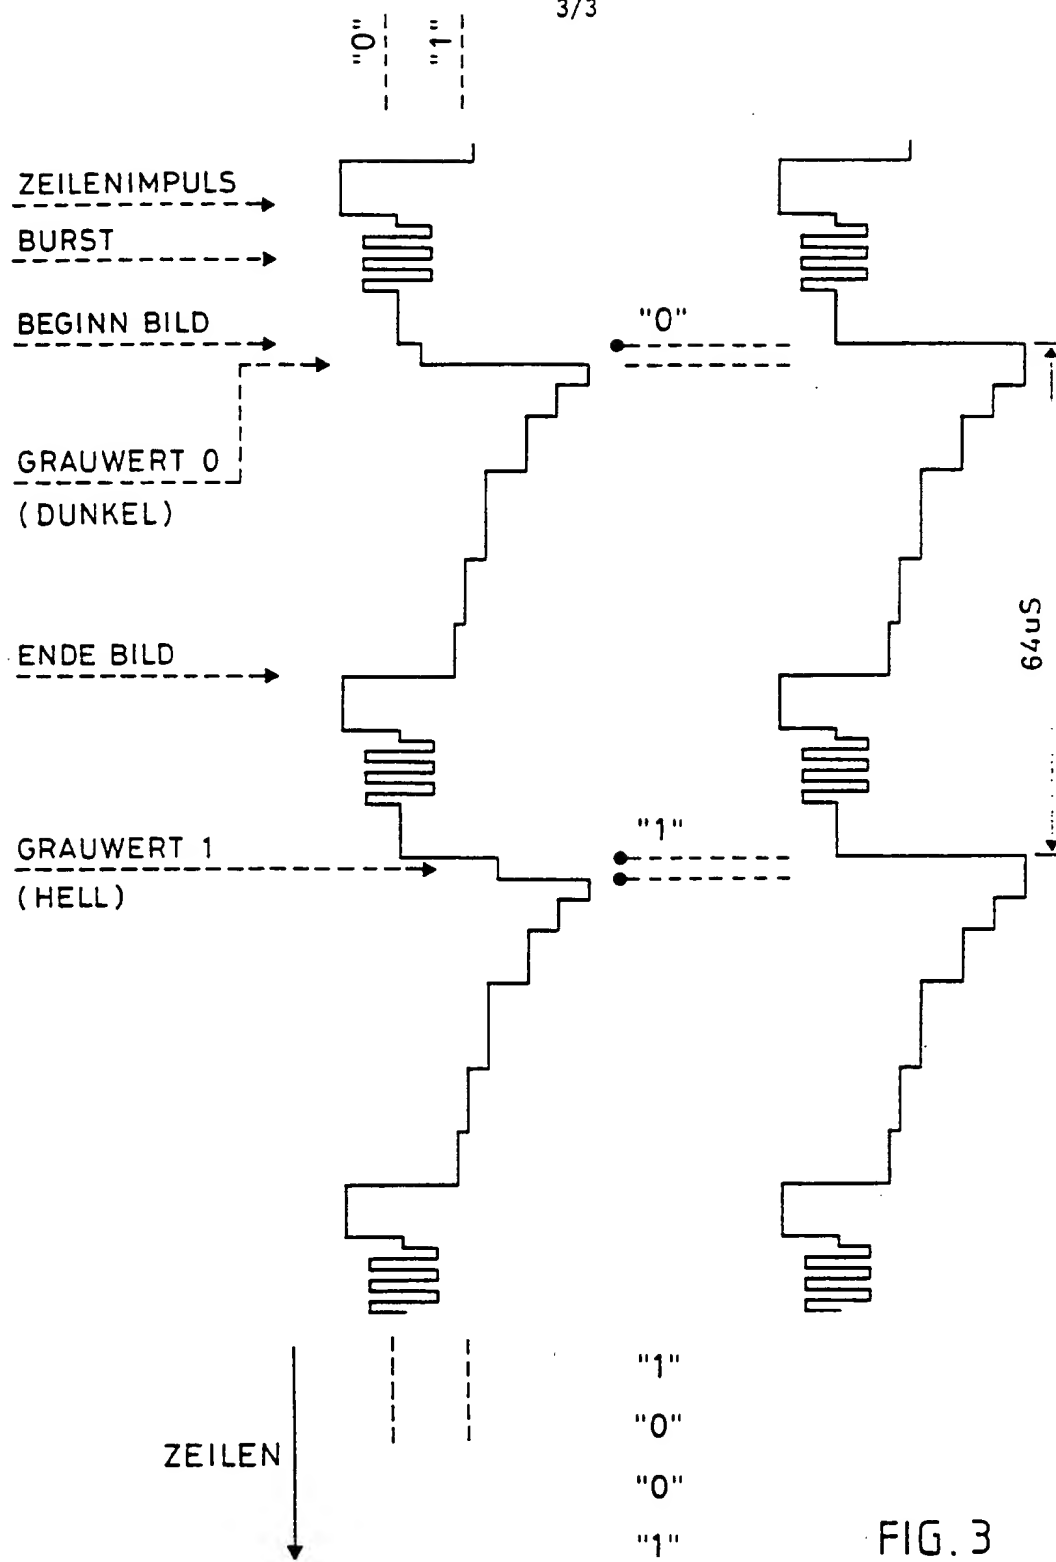 3/3
"0"
"1"
ZEILENIMPULS
BURST
BEGINN BILD
"0"
GRAUWERT 0
(DUNKEL)
64uS
ENDE BILD
"1"
GRAUWERT 1
(HELL)
"1"
"0"
ZEILEN
"0"
"1"
FIG. 3